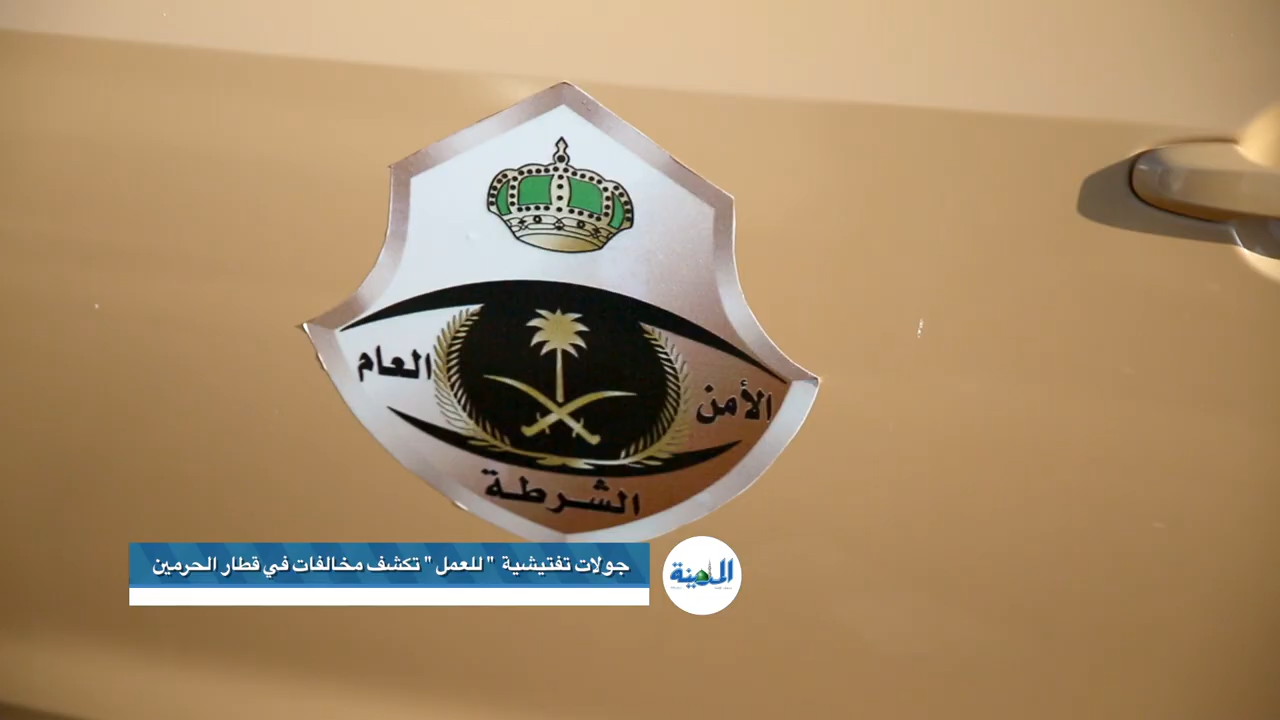 الأمن العام
الشرطة
جولات تفتيشية "للعمل" تكشف مخالفات في قطار الحرمين
المدينة